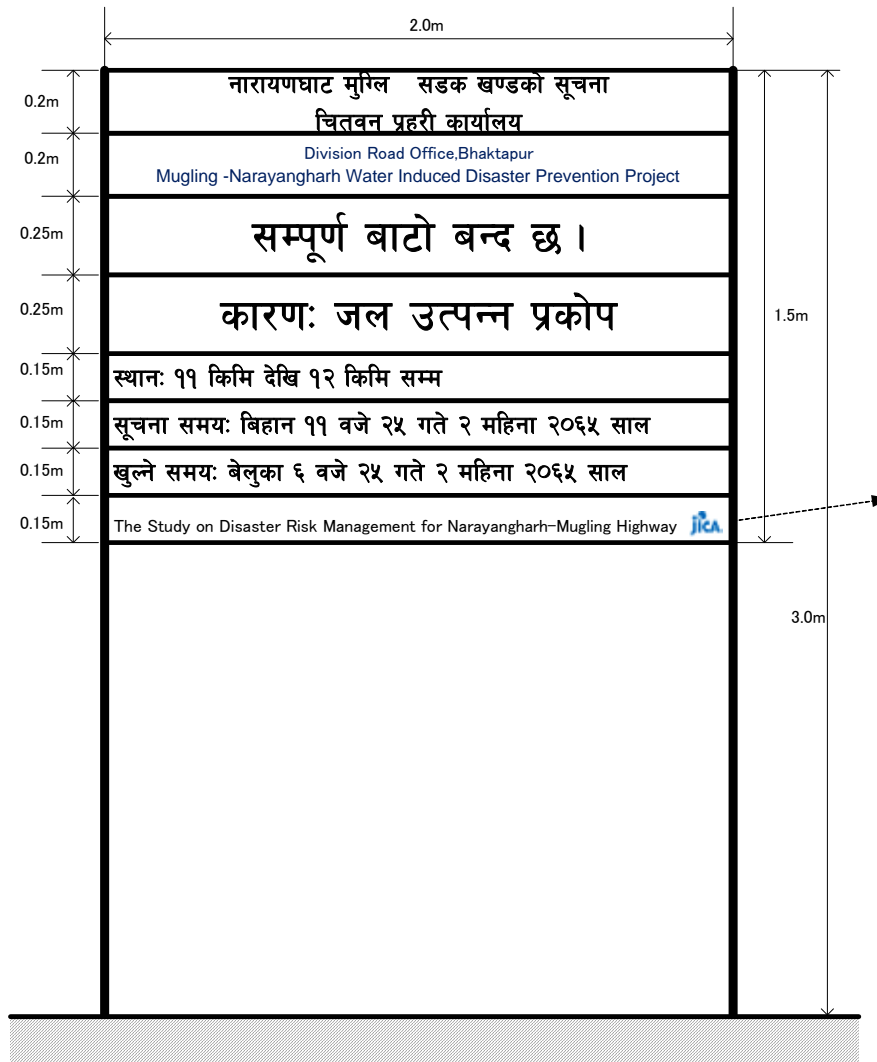 2.0m
नारायणघाट मुग्लि सडक खण्डको सूचना
चितवन प्रहरी कार्यालय
0.2m
Division Road Office,Bhaktapur
Mugling -Narayangharh Water Induced Disaster Prevention Project
0.2m
सम्पूर्ण बाटो बन्द छ ।
0.25m
कारणः जल उत्पन्न प्रकोप
0.25m
1.5m
स्थानः ११ किमि देखि १२ किमि सम्म
0.15m
सूचना समयः बिहान ११ वजे २५ गते २ महिना २०६५ साल
0.15m
खुल्ने समयः बेलुका ६ वजे २५ गते २ महिना २०६५ साल
0.15m
The Study on Disaster Risk Management for Narayangharh-Mugling Highway jica
0.15m
3.0m